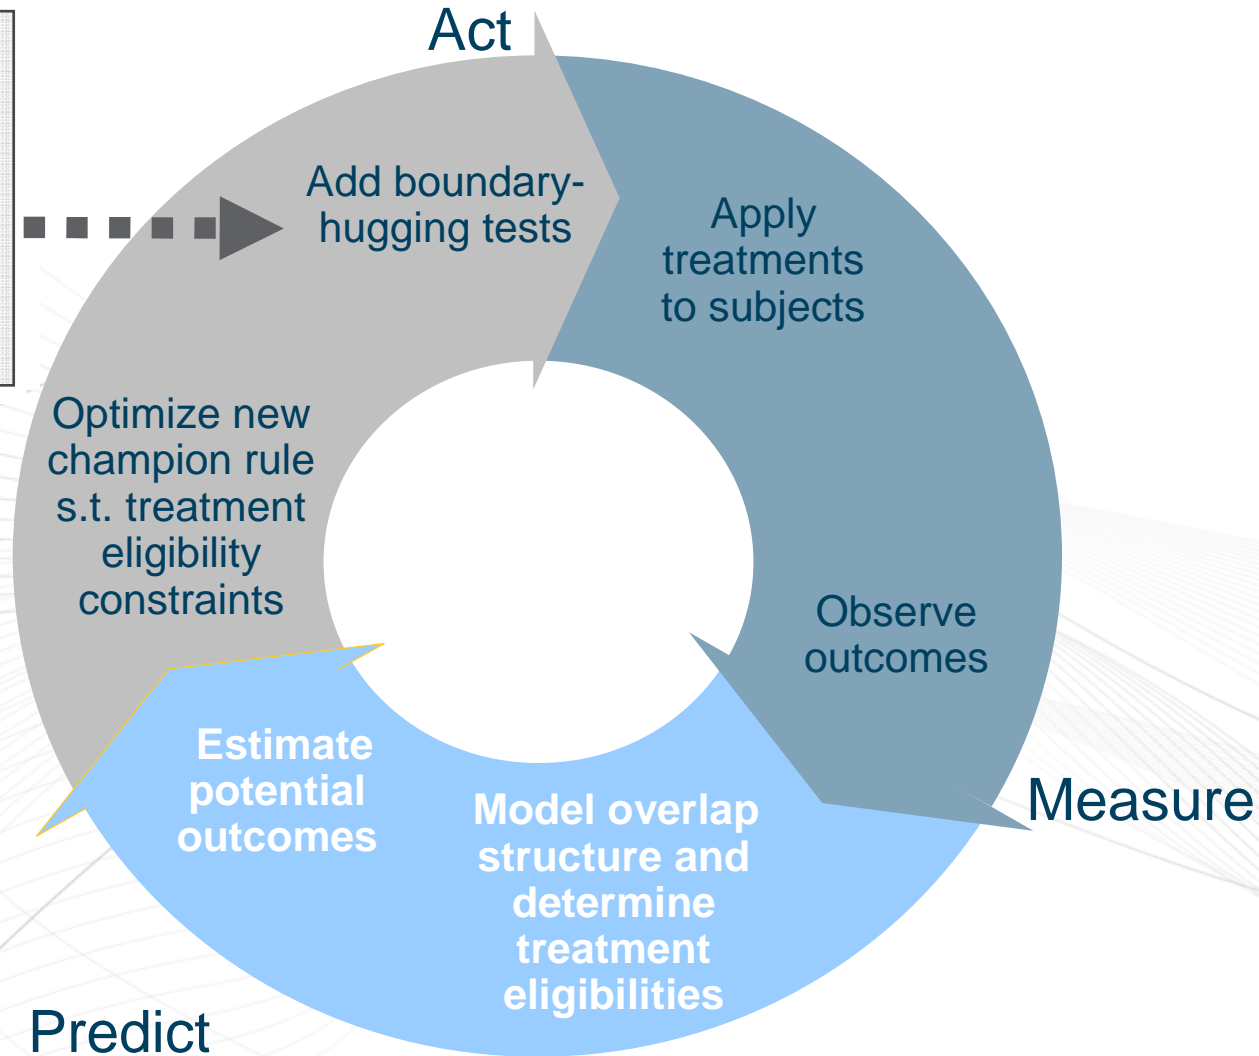 Act
Add boundary-
hugging tests
Apply
treatments
to subjects
Optimize new
champion rule
s.t. treatment
eligibility
constraints
Observe
outcomes
Estimate
potential
outcomes
Model overlap
structure and
determine
treatment
eligibilities
Measure
Predict